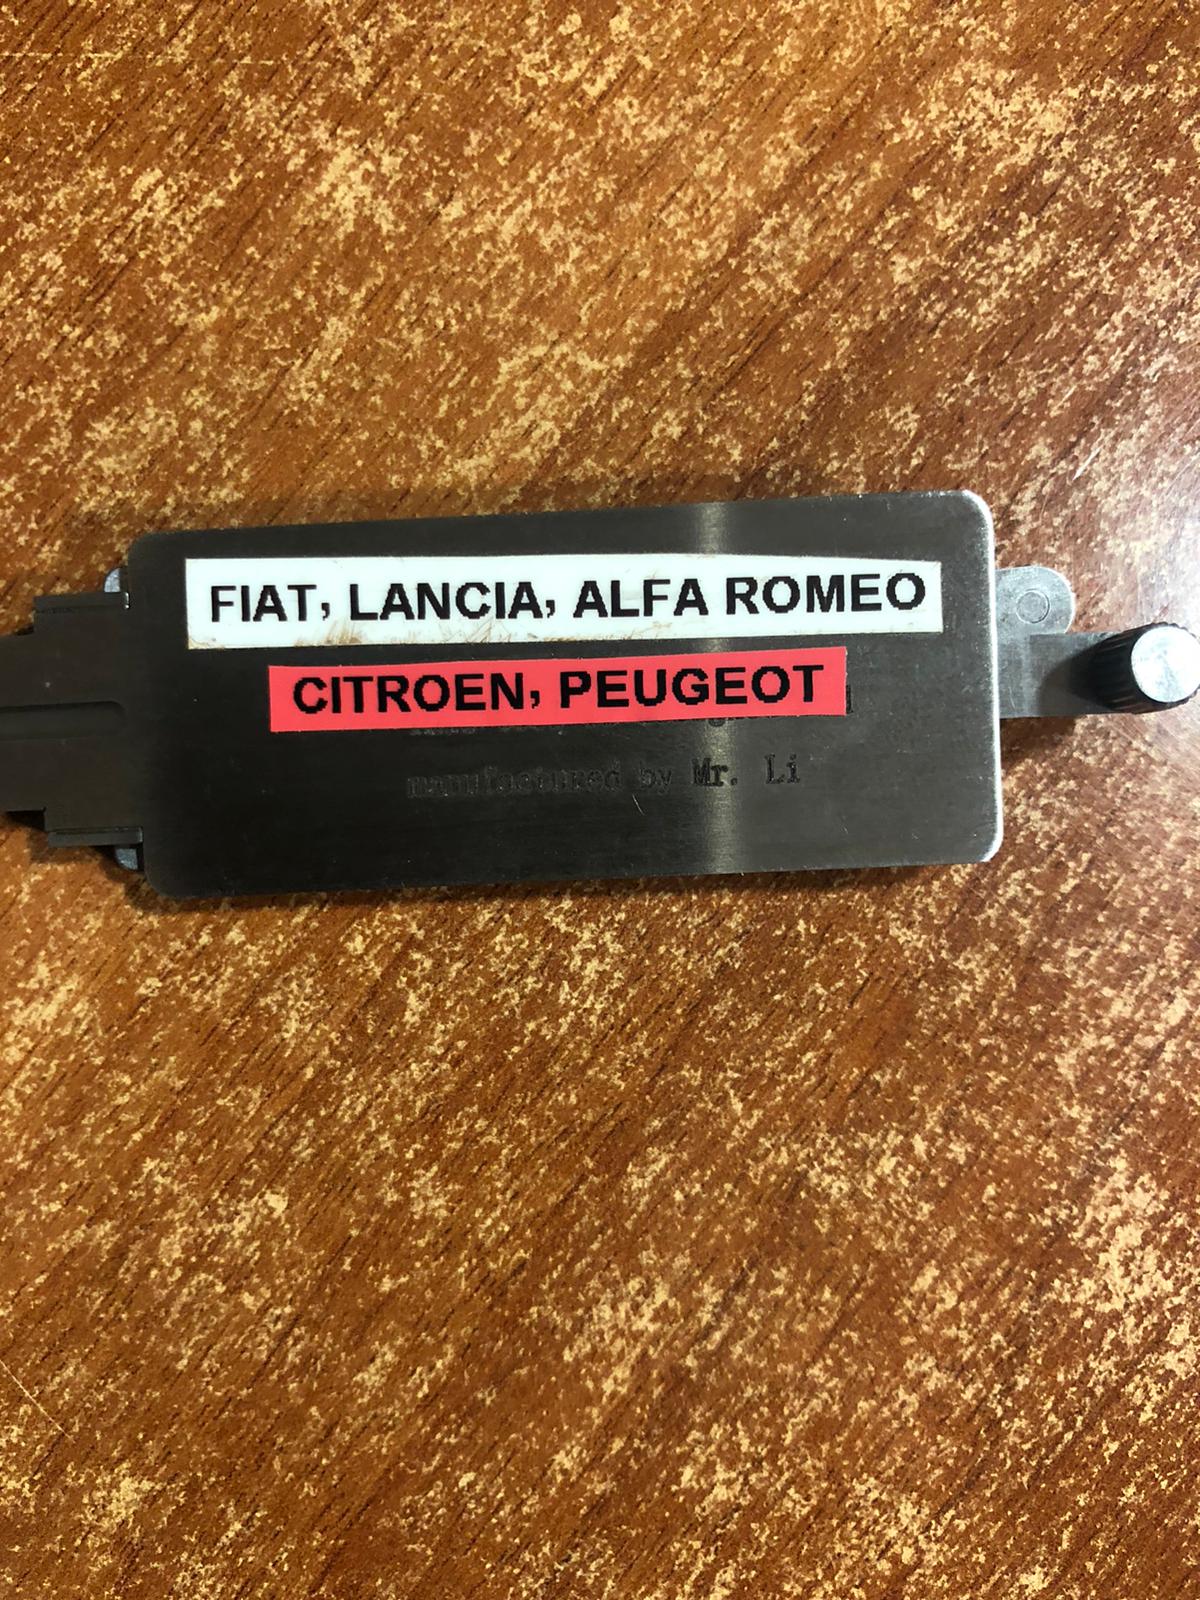 FIAT, LANCIA, ALFA ROMEO
CITROEN, PEUGEOT
manufactured by Mr. Li